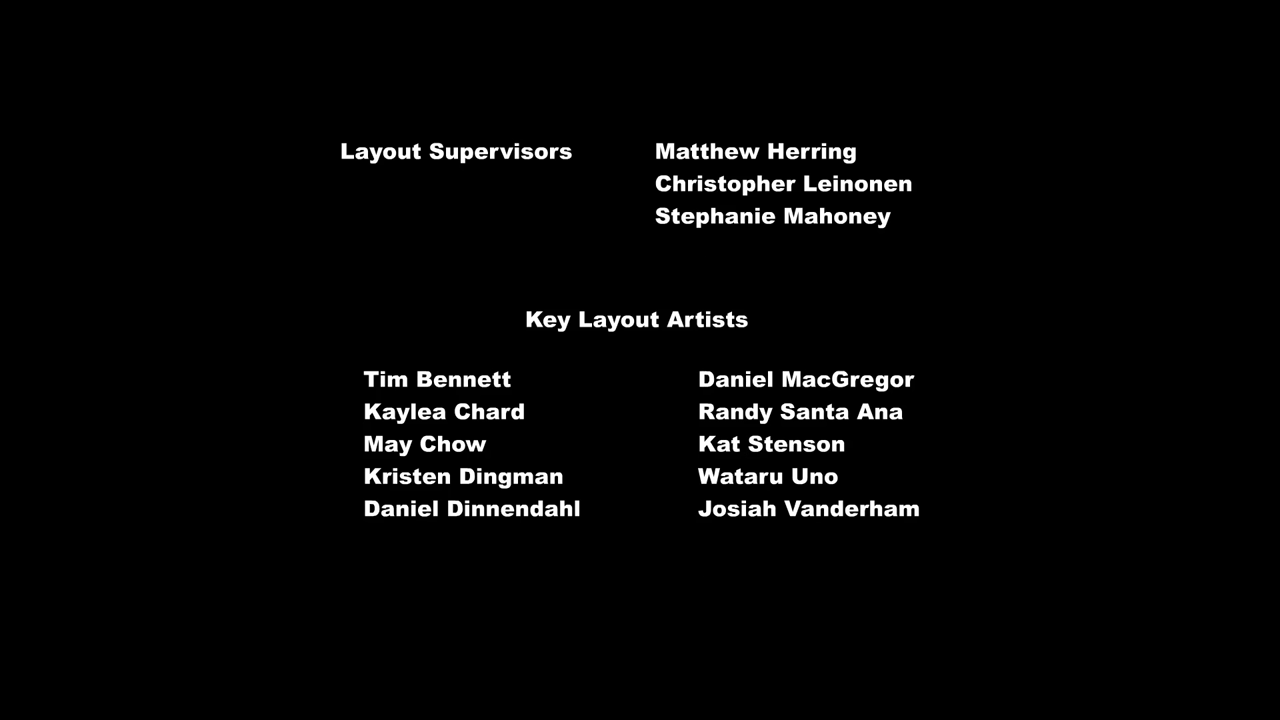 Layout Supervisors
Matthew Herring
Christopher Leinonen
Stephanie Mahoney
Key Layout Artists
Tim Bennett
Kaylea Chard
May Chow
Kristen Dingman
Daniel Dinnendahl
Daniel MacGregor
Randy Santa Ana
Kat Stenson
Wataru Uno
Josiah Vanderham